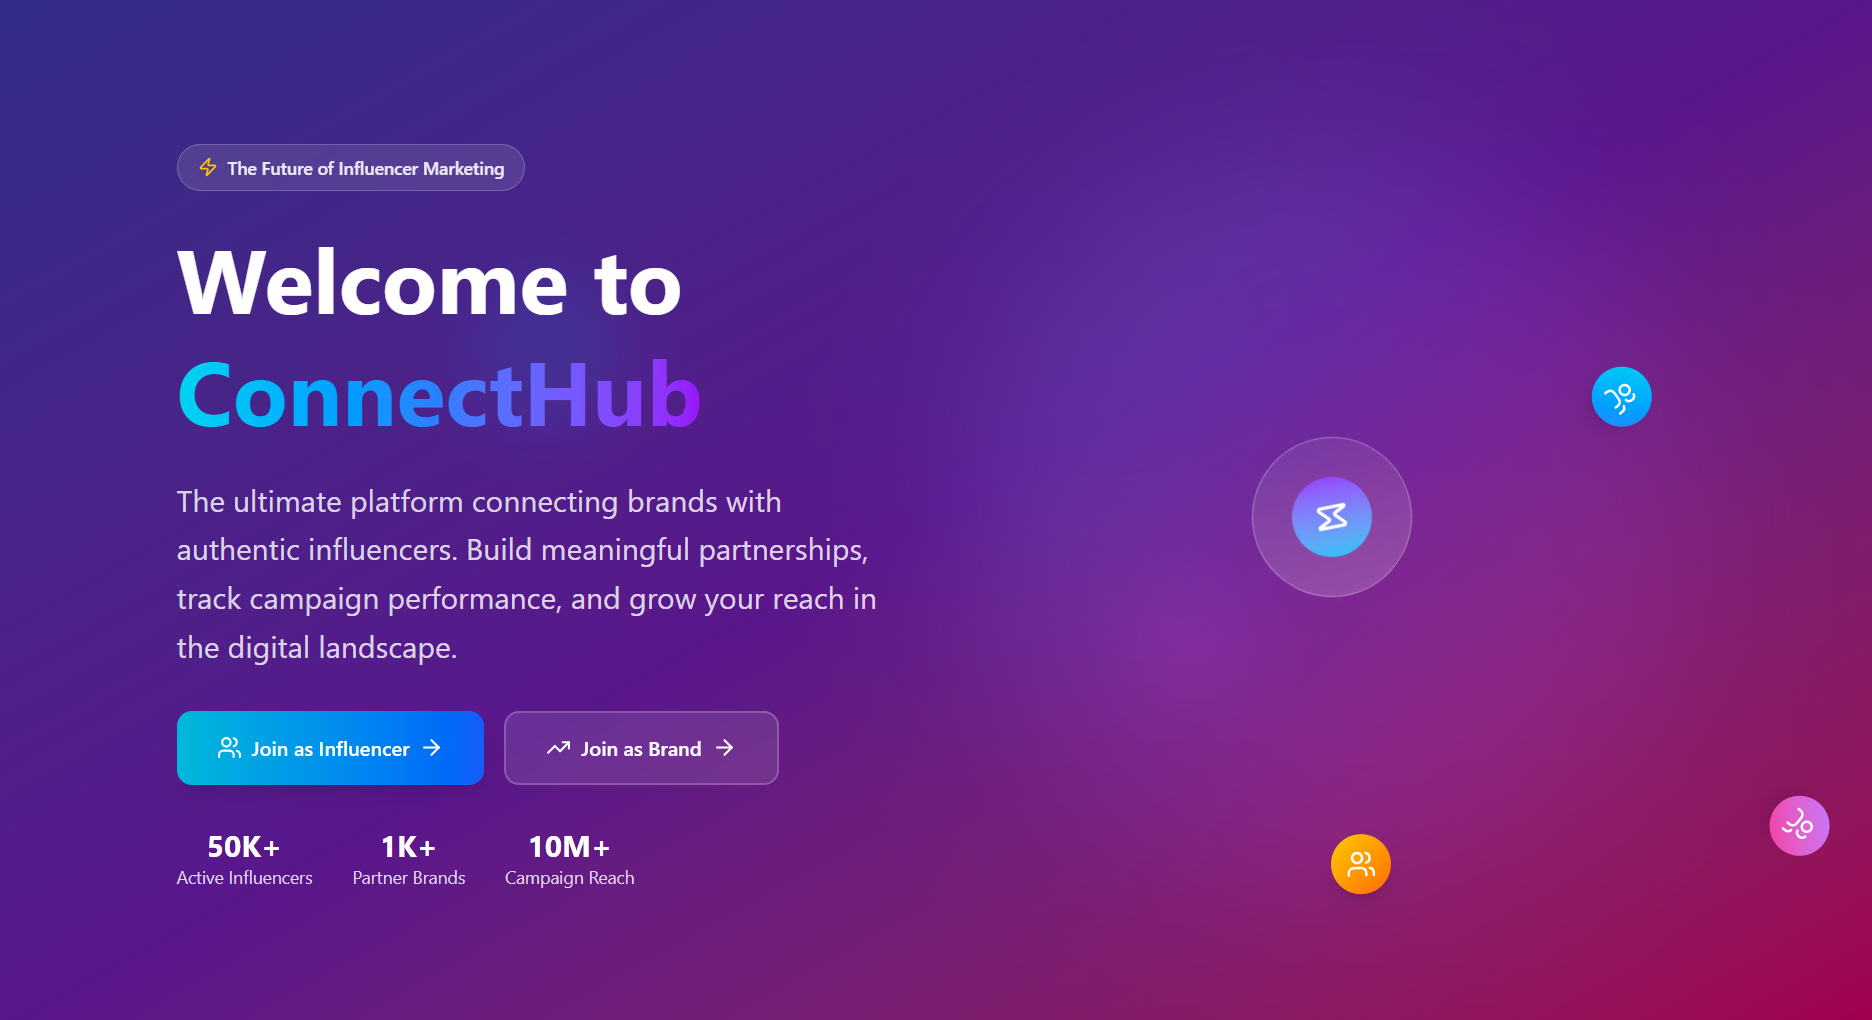 The Future of Influencer Marketing
Welcome to
ConnectHub
The ultimate platform connecting brands with
authentic influencers. Build meaningful partnerships,
track campaign performance, and grow your reach in
the digital landscape.
Join as Influencer
Join as Brand
50K+
Active Influencers
1K+
Partner Brands
10M+
Campaign Reach